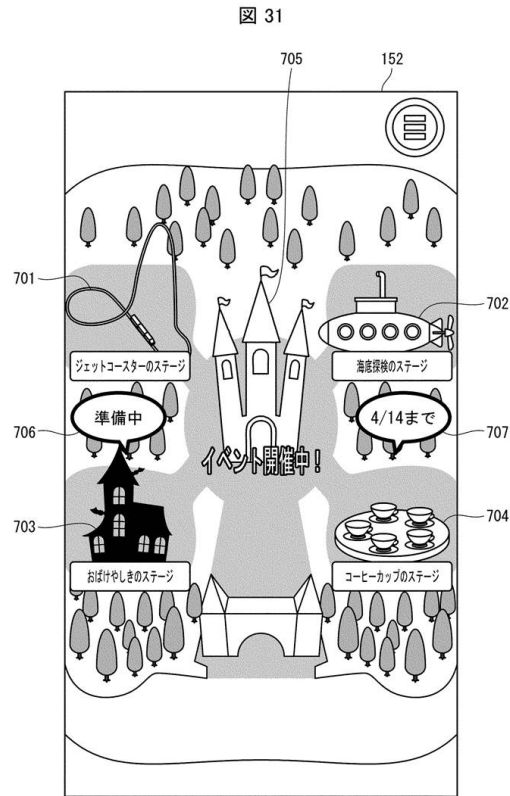 図 31
705
152
701
702
ジェットコースターのステージ
海底探検のステージ
706
準備中
4/14まで
707
イベント開催中！
703
704
おばけやしきのステージ
コーヒーカップのステージ